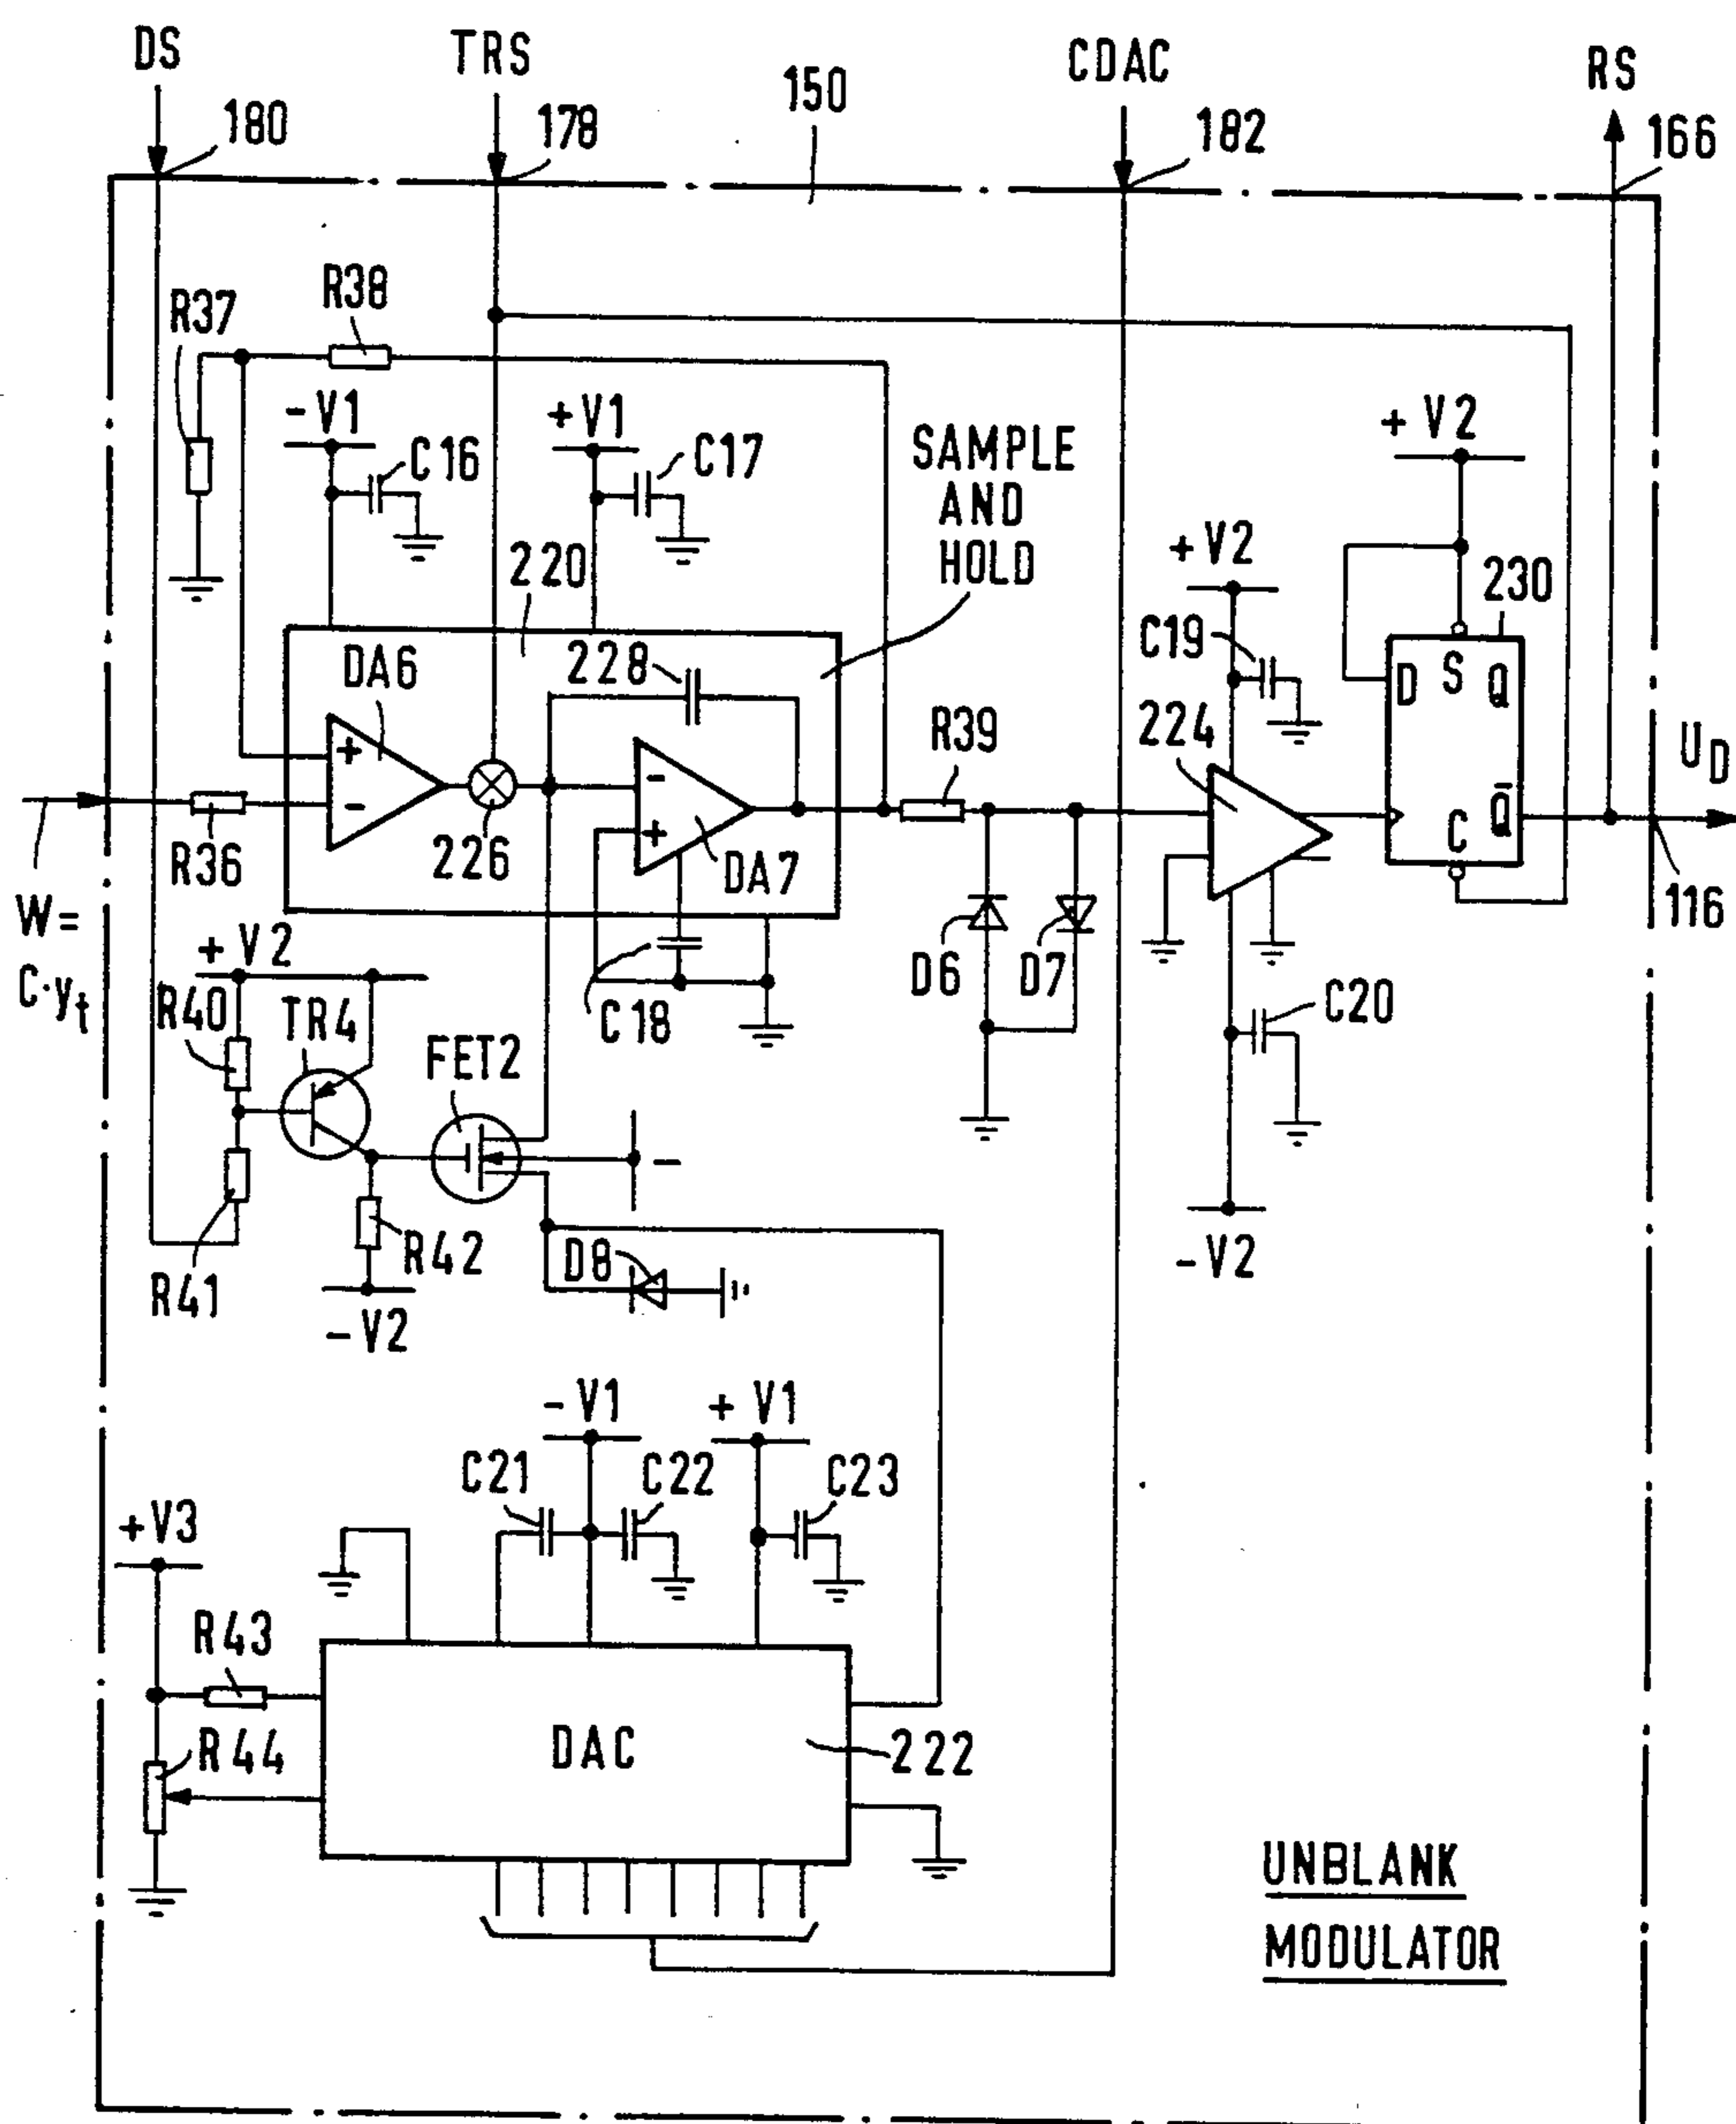 DS
TRS
CDAC
RS
180
178
150
182
166
R37
R38
-V1
C16
+V1
C17
SAMPLE
AND
HOLD
220
+V2
+V2
230
C19
D S Q
C Q̄
224
DA6
228
+
-
226
-
+
DA7
R39
U_D
116
R36
W=
C·y_t
D6
D7
C18
C20
-V2
+V2
R40
TR4
FET2
-
R41
R42
-V2
D8
-V1
+V1
C21
C22
C23
+V3
R43
R44
DAC
222
UNBLANK
MODULATOR